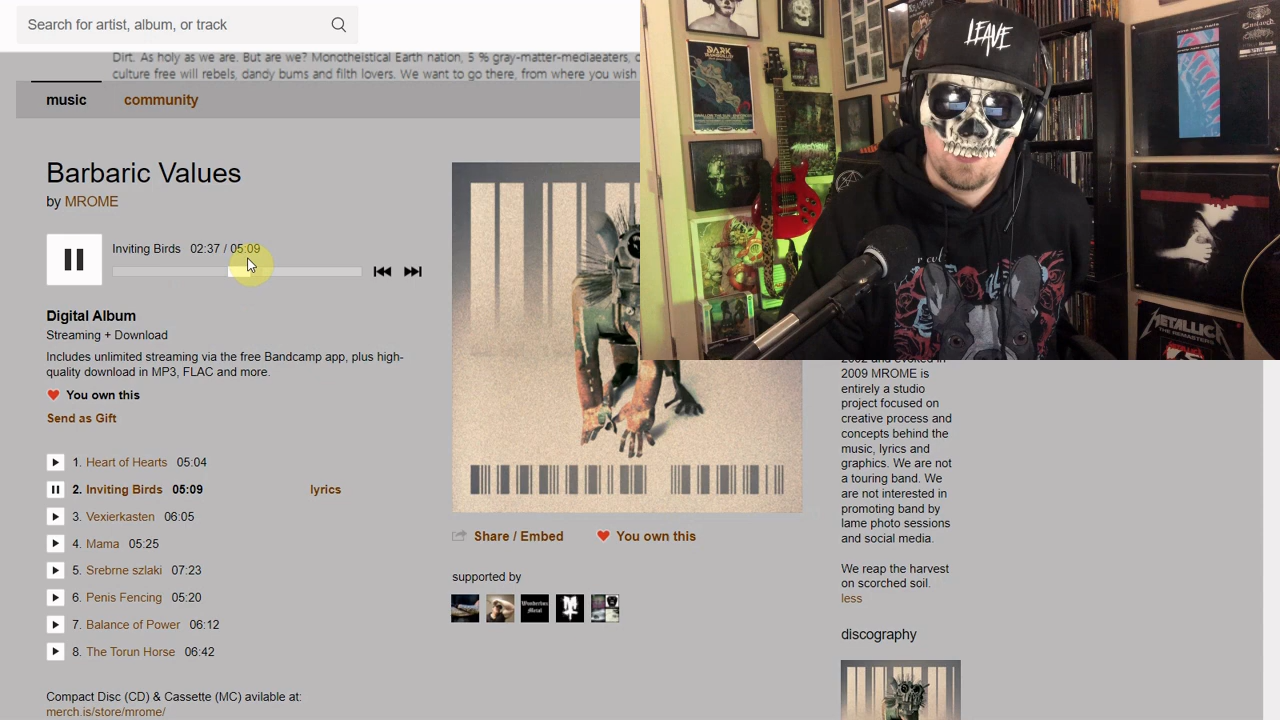 Search for artist, album, or track
Dirt. As holy as we are. But are we? Monotheistical Earth nation, 5 % gray-matter-mediaeaters,
culture free will rebels, dandy bums and filth lovers. We want to go there, from where you wish
music community
Barbaric Values
by MROME
Inviting Birds 02:37 / 05:09
Digital Album
Streaming + Download
Includes unlimited streaming via the free Bandcamp app, plus high-
quality download in MP3, FLAC and more.
You own this
Send as Gift
1. Heart of Hearts 05:04
2. Inviting Birds 05:09 lyrics
3. Vexierkasten 06:05
4. Mama 05:25
5. Srebrne szlaki 07:23
6. Penis Fencing 05:20
7. Balance of Power 06:12
8. The Torun Horse 06:42
Compact Disc (CD) & Cassette (MC) avilable at:
merch.is/store/mrome/
Share / Embed
You own this
supported by
2002 and evolved in
2009 MROME is
entirely a studio
project focused on
creative process and
concepts behind the
music, lyrics and
graphics. We are not
a touring band. We
are not interested in
promoting band by
lame photo sessions
and social media.
We reap the harvest
on scorched soil.
less
discography
LEAVE
DARK
TRANQUILLITY
METALLICA
THE REMASTERS